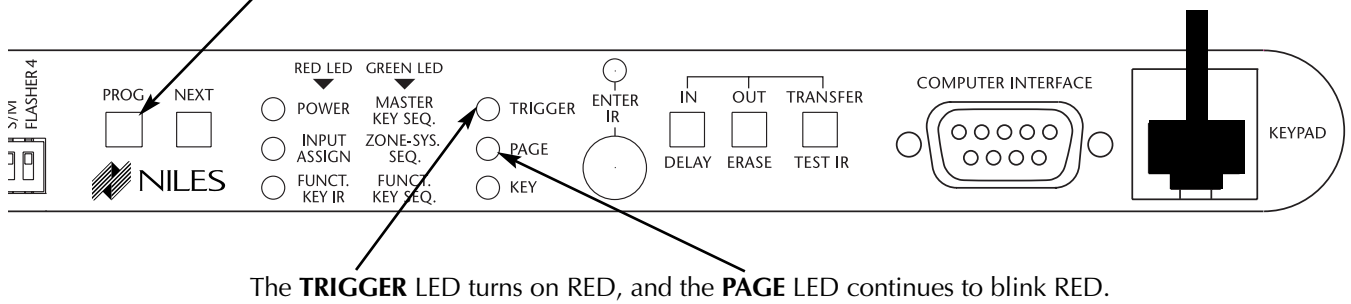 S/M
FLASHER 4
PROG
NEXT
NILES
RED LED
GREEN LED
POWER
MASTER
KEY SEQ.
INPUT
ASSIGN
ZONE-SYS.
SEQ.
FUNCT.
KEY IR
FUNCT.
KEY SEQ.
TRIGGER
PAGE
KEY
ENTER
IR
IN
OUT
TRANSFER
DELAY
ERASE
TEST IR
COMPUTER INTERFACE
KEYPAD
The TRIGGER LED turns on RED, and the PAGE LED continues to blink RED.